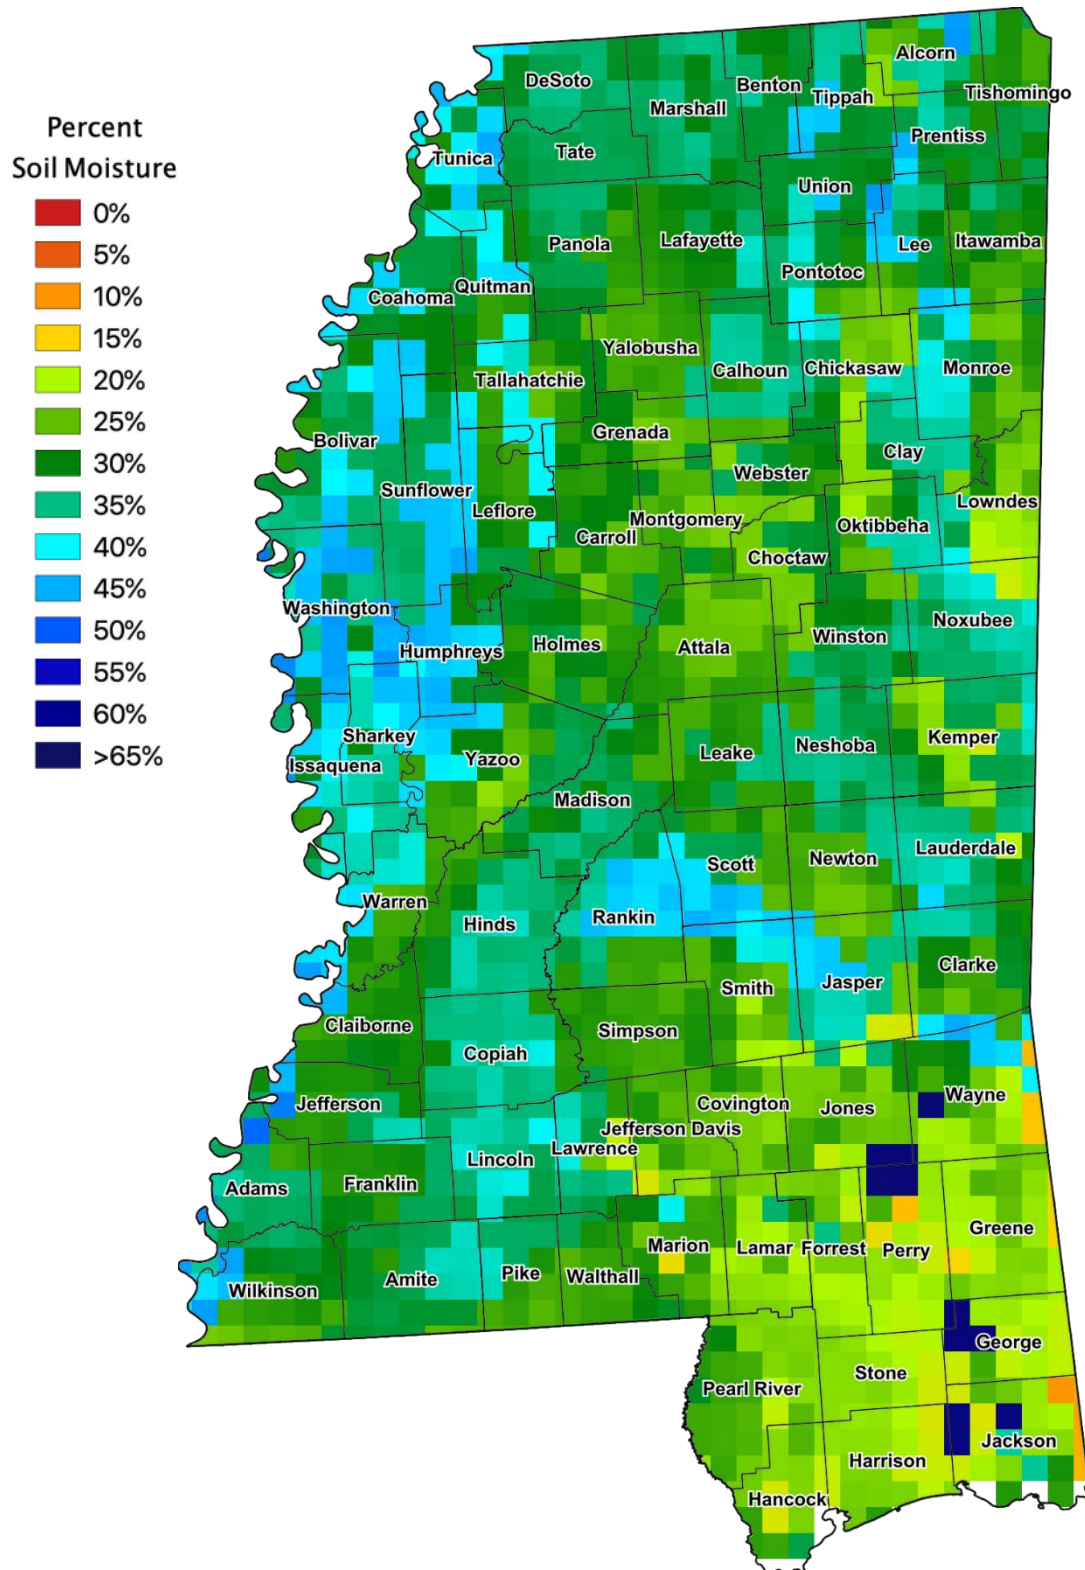 Percent
Soil Moisture
0%
5%
10%
15%
20%
25%
30%
35%
40%
45%
50%
55%
60%
>65%
DeSoto
Marshall
Benton
Tippah
Alcorn
Tishomingo
Tunica
Tate
Prentiss
Union
Panola
Lafayette
Pontotoc
Lee
Itawamba
Coahoma
Quitman
Yalobusha
Calhoun
Chickasaw
Monroe
Tallahatchie
Bolivar
Grenada
Webster
Clay
Sunflower
Leflore
Carroll
Montgomery
Choctaw
Oktibbeha
Lowndes
Washington
Humphreys
Holmes
Attala
Winston
Noxubee
Sharkey
Issaquena
Yazoo
Madison
Leake
Neshoba
Kemper
Warren
Hinds
Rankin
Scott
Newton
Lauderdale
Claiborne
Copiah
Simpson
Smith
Jasper
Clarke
Jefferson
Lincoln
Lawrence
Jefferson Davis
Covington
Jones
Wayne
Adams
Franklin
Wilkinson
Amite
Pike
Walthall
Marion
Lamar
Forrest
Perry
Greene
Pearl River
Stone
George
Hancock
Harrison
Jackson